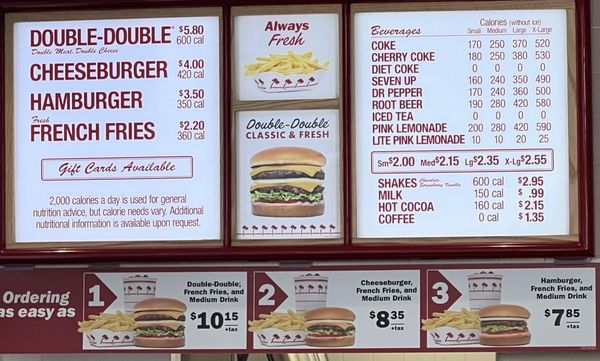 DOUBLE-DOUBLE® $5.80
Double Meat, Double Cheese 600 cal
CHEESEBURGER $4.00
420 cal
HAMBURGER $3.50
350 cal
Fresh
FRENCH FRIES $2.20
360 cal
Gift Cards Available
2,000 calories a day is used for general
nutrition advice, but calorie needs vary. Additional
nutritional information is available upon request.
Always
Fresh
Double-Double®
CLASSIC & FRESH
Calories (without ice)
Beverages Small Medium Large X-Large
COKE 170 250 370 520
CHERRY COKE 180 250 380 530
DIET COKE 0 0 0 0
SEVEN UP 160 240 350 490
DR PEPPER 170 240 360 500
ROOT BEER 190 280 420 580
ICED TEA 0 0 0 0
PINK LEMONADE 200 280 420 590
LITE PINK LEMONADE 10 10 20 25
Sm $2.00 Med $2.15 Lg $2.35 X-Lg $2.55
SHAKES Chocolate Strawberry Vanilla 600 cal $2.95
MILK 150 cal $ .99
HOT COCOA 160 cal $2.15
COFFEE 0 cal $1.35
Ordering
as easy as
1
Double-Double,
French Fries, and
Medium Drink
$10 15
+tax
2
Cheeseburger,
French Fries, and
Medium Drink
$8 35
+tax
3
Hamburger,
French Fries, and
Medium Drink
$7 85
+tax